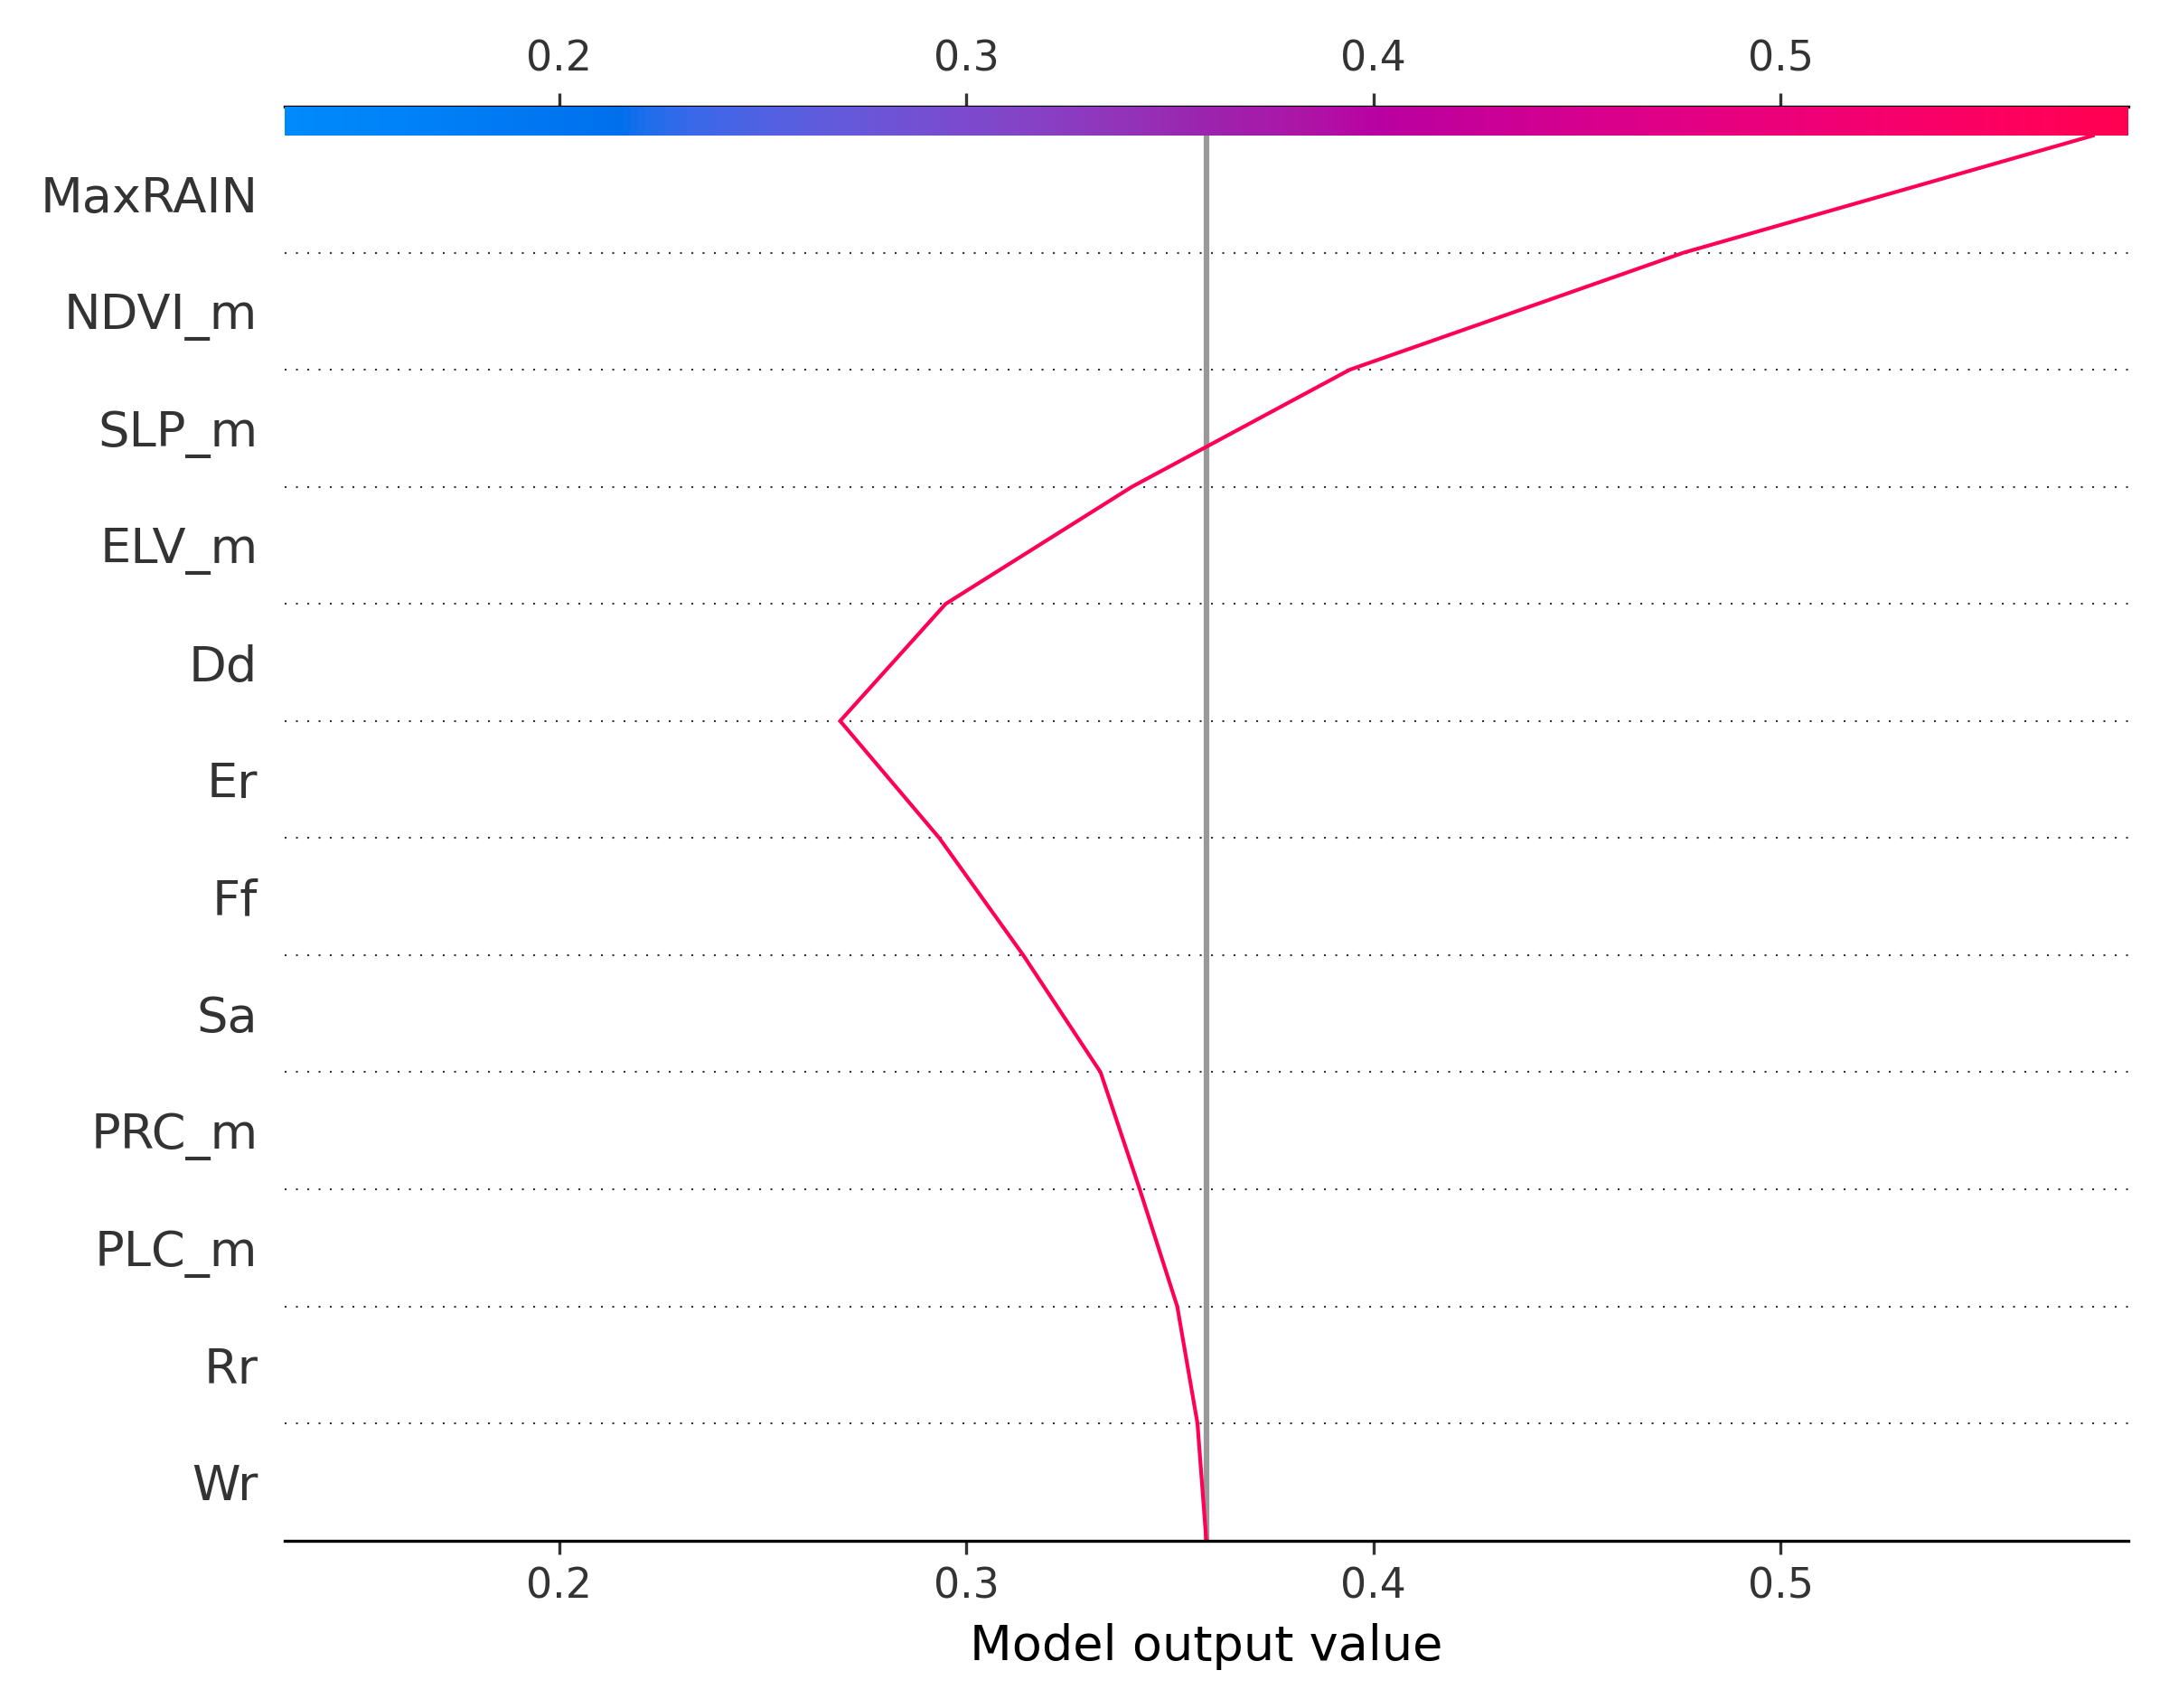 0.2 0.3 0.4 0.5
MaxRAIN
NDVI_m
SLP_m
ELV_m
Dd
Er
Ff
Sa
PRC_m
PLC_m
Rr
Wr
0.2 0.3 0.4 0.5
Model output value